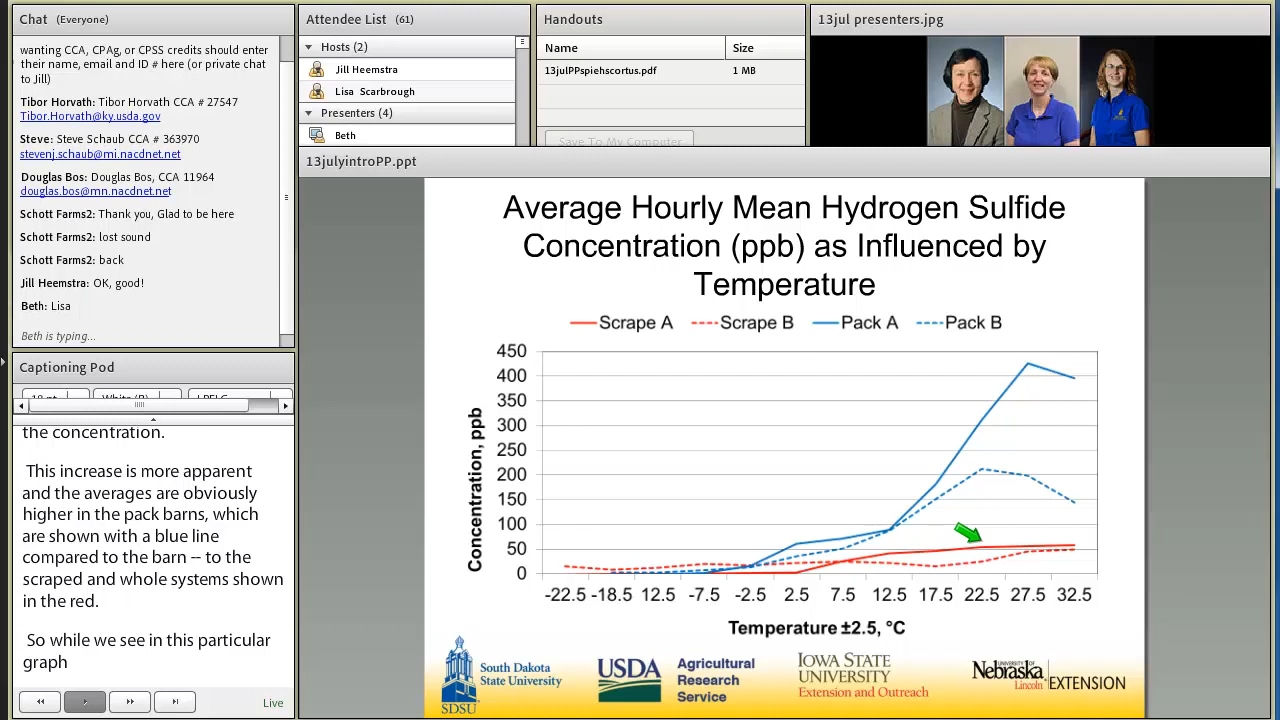 Chat (Everyone)
wanting CCA, CPAg, or CPSS credits should enter
their name, email and ID # here (or private chat
to Jill)
Tibor Horvath: Tibor Horvath CCA # 27547
Tibor.Horvath@ky.usda.gov
Steve: Steve Schaub CCA # 363970
stevenj.schaub@mi.nacdnet.net
Douglas Bos: Douglas Bos, CCA 11964
douglas.bos@mn.nacdnet.net
Schott Farms2: Thank you, Glad to be here
Schott Farms2: lost sound
Schott Farms2: back
Jill Heemstra: OK, good!
Beth: Lisa
Beth is typing...
Captioning Pod
18 pt
White (B)
LPELC
the concentration.
This increase is more apparent
and the averages are obviously
higher in the pack barns, which
are shown with a blue line
compared to the barn -- to the
scraped and whole systems shown
in the red.
So while we see in this particular
graph
Live
Attendee List (61)
Hosts (2)
Jill Heemstra
Lisa Scarbrough
Presenters (4)
Beth
Handouts
Name Size
13julPPspiehscortus.pdf 1 MB
Save To My Computer
13jul presenters.jpg
13julyintroPP.ppt
Average Hourly Mean Hydrogen Sulfide
Concentration (ppb) as Influenced by
Temperature
Scrape A Scrape B Pack A Pack B
Concentration, ppb
450
400
350
300
250
200
150
100
50
0
-22.5 -18.5 12.5 -7.5 -2.5 2.5 7.5 12.5 17.5 22.5 27.5 32.5
Temperature ±2.5, °C
SDSU
South Dakota
State University
USDA
Agricultural
Research
Service
IOWA STATE
UNIVERSITY
Extension and Outreach
UNIVERSITY OF
Nebraska
Lincoln
EXTENSION